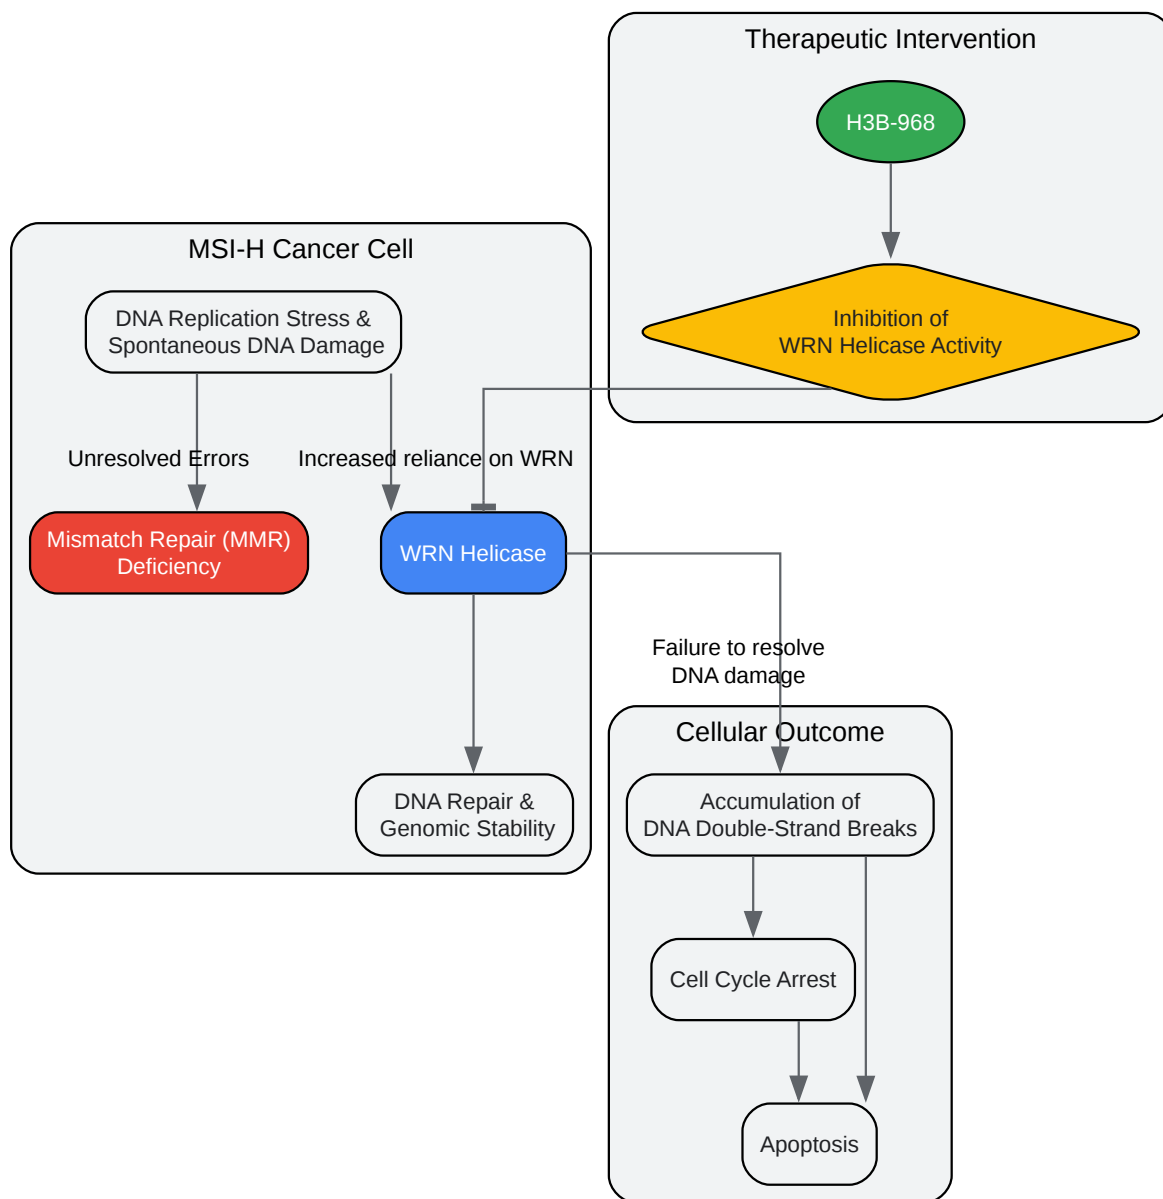 Therapeutic Intervention
H3B-968
Inhibition of
WRN Helicase Activity
MSI-H Cancer Cell
DNA Replication Stress &
Spontaneous DNA Damage
Unresolved Errors
Increased reliance on WRN
Mismatch Repair (MMR)
Deficiency
WRN Helicase
DNA Repair &
Genomic Stability
Failure to resolve
DNA damage
Cellular Outcome
Accumulation of
DNA Double-Strand Breaks
Cell Cycle Arrest
Apoptosis